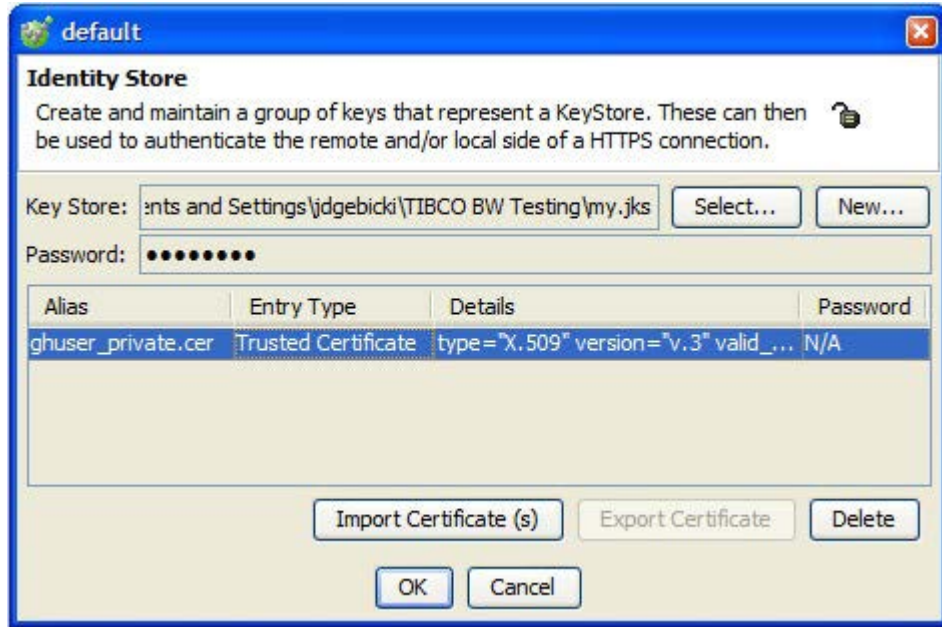 default
Identity Store
Create and maintain a group of keys that represent a KeyStore. These can then
be used to authenticate the remote and/or local side of a HTTPS connection.
Key Store: ents and Settings\jdgebicki\TIBCO BW Testing\my.jks Select... New...
Password: ••••••••
Alias Entry Type Details Password
ghuser_private.cer Trusted Certificate type="X.509" version="v.3" valid_... N/A
Import Certificate (s) Export Certificate Delete
OK Cancel